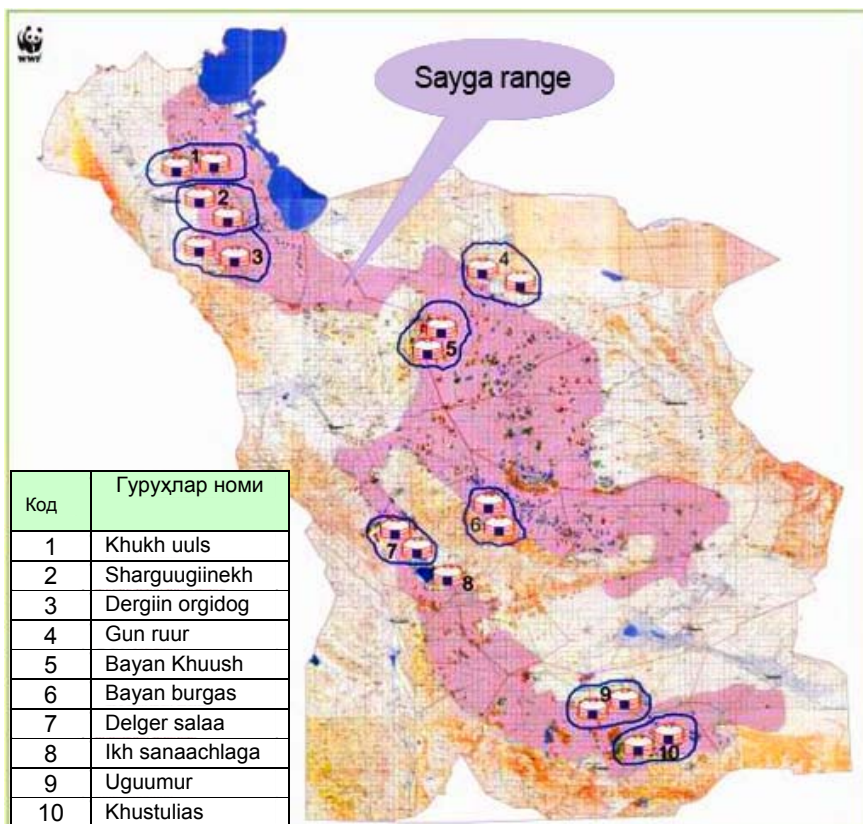 WWF
Sayga range
1
2
3
4
5
6
7
8
9
10
Код Гуруҳлар номи
1 Khukh uuls
2 Sharguugiinekh
3 Dergiin orgidog
4 Gun ruur
5 Bayan Khuush
6 Bayan burgas
7 Delger salaa
8 Ikh sanaachlaga
9 Uguumur
10 Khustulias